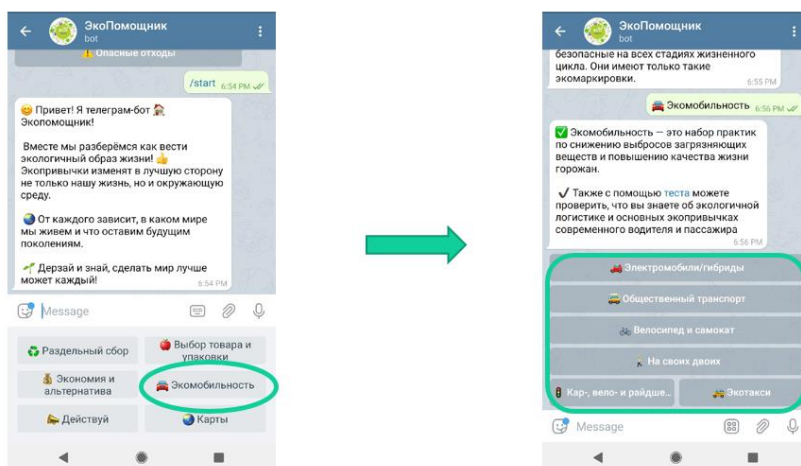 ЭкоПомощник
bot
⚠️ Опасные отходы
/start 6:54 PM
😊 Привет! Я телеграм-бот 🏠
Экопомощник!
Вместе мы разберёмся как вести
экологичный образ жизни! 👍
Экопривычки изменят в лучшую сторону
не только нашу жизнь, но и окружающую
среду.
🌍 От каждого зависит, в каком мире
мы живем и что оставим будущим
поколениям.
🌱 Дерзай и знай, сделать мир лучше
может каждый!
6:54 PM
Message
♻️ Раздельный сбор
🍎 Выбор товара и
упаковки
💰 Экономия и
альтернатива
🚘 Экомобильность
Действуй
🌍 Карты
ЭкоПомощник
bot
безопасные на всех стадиях жизненного
цикла. Они имеют только такие
экомаркировки.
6:55 PM
🚘 Экомобильность 6:56 PM
✅ Экомобильность — это набор практик
по снижению выбросов загрязняющих
веществ и повышению качества жизни
горожан.
✔️ Также с помощью теста можете
проверить, что вы знаете об экологичной
логистике и основных экопривычках
современного водителя и пассажира
6:56 PM
Электромобили/гибриды
Общественный транспорт
🚲 Велосипед и самокат
🚶 На своих двоих
🚦 Кар-, вело- и райдше..
Экотакси
Message